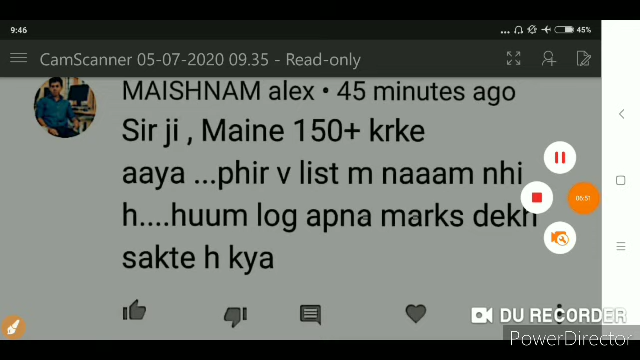 9:46
45%
CamScanner 05-07-2020 09.35 - Read-only
MAISHNAM alex • 45 minutes ago
Sir ji , Maine 150+ krke
aaya ...phir v list m naaam nhi
h....huum log apna marks dekh
sakte h kya
06:51
DU RECORDER
PowerDirector